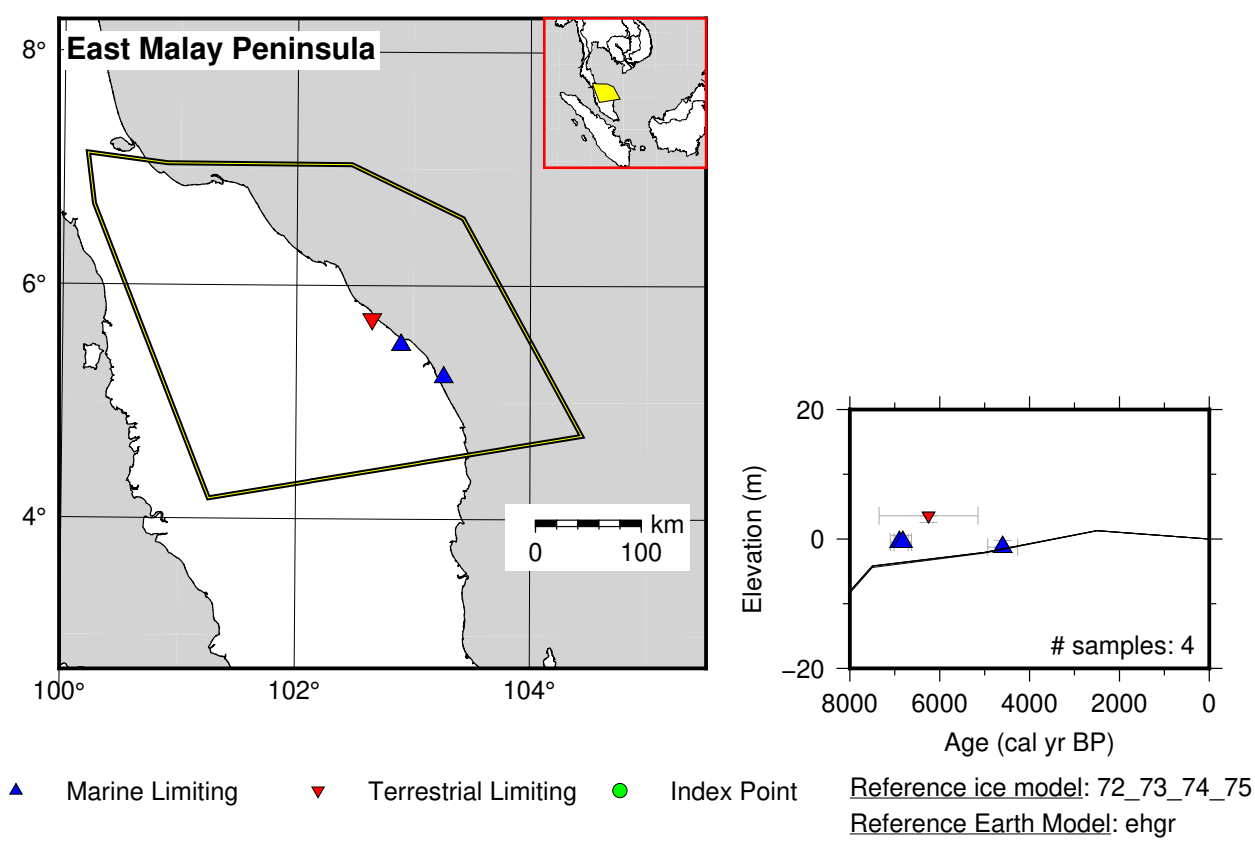 East Malay Peninsula
8°
6°
4°
100°
102°
104°
km
0
100
20
0
−20
Elevation (m)
# samples: 4
8000
6000
4000
2000
0
Age (cal yr BP)
Marine Limiting
Terrestrial Limiting
Index Point
Reference ice model: 72_73_74_75
Reference Earth Model: ehgr